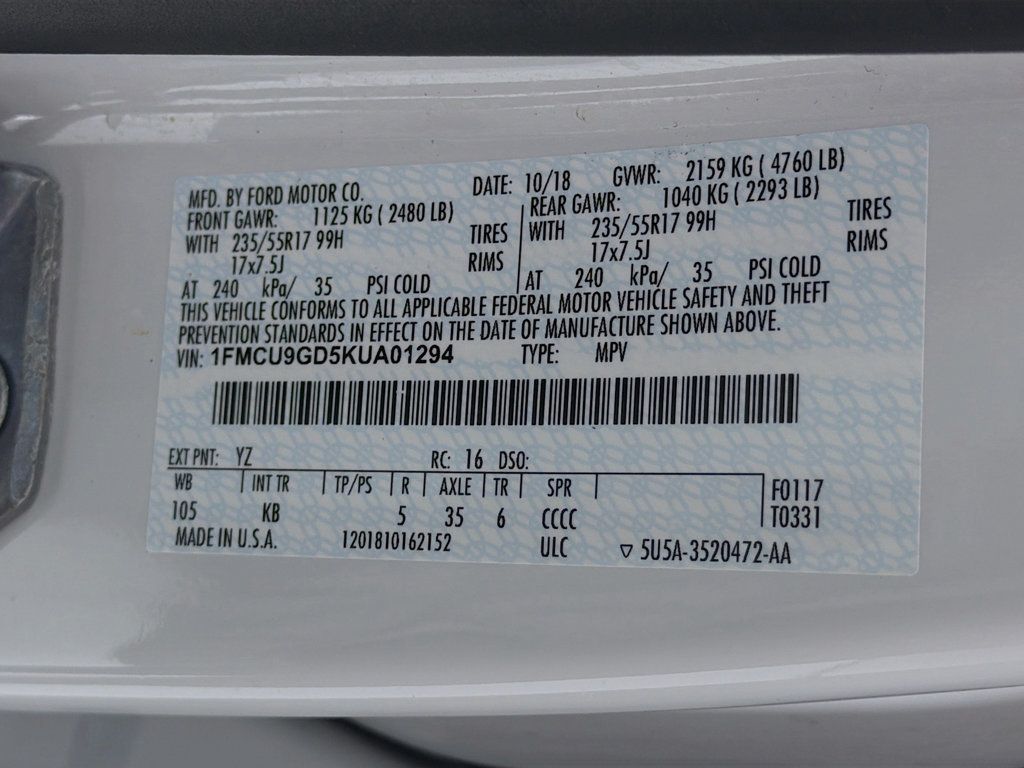 MFD. BY FORD MOTOR CO. DATE: 10/18 GVWR: 2159 KG ( 4760 LB)
FRONT GAWR: 1125 KG ( 2480 LB) REAR GAWR: 1040 KG ( 2293 LB)
WITH 235/55R17 99H TIRES WITH 235/55R17 99H TIRES
17x7.5J RIMS 17x7.5J RIMS
AT 240 kPa/ 35 PSI COLD AT 240 kPa/ 35 PSI COLD
THIS VEHICLE CONFORMS TO ALL APPLICABLE FEDERAL MOTOR VEHICLE SAFETY AND THEFT
PREVENTION STANDARDS IN EFFECT ON THE DATE OF MANUFACTURE SHOWN ABOVE.
VIN: 1FMCU9GD5KUA01294 TYPE: MPV
EXT PNT: YZ RC: 16 DSO:
WB INT TR TP/PS R AXLE TR SPR F0117
105 KB 5 35 6 CCCC T0331
MADE IN U.S.A. 1201810162152 ULC ▽ 5U5A-3520472-AA